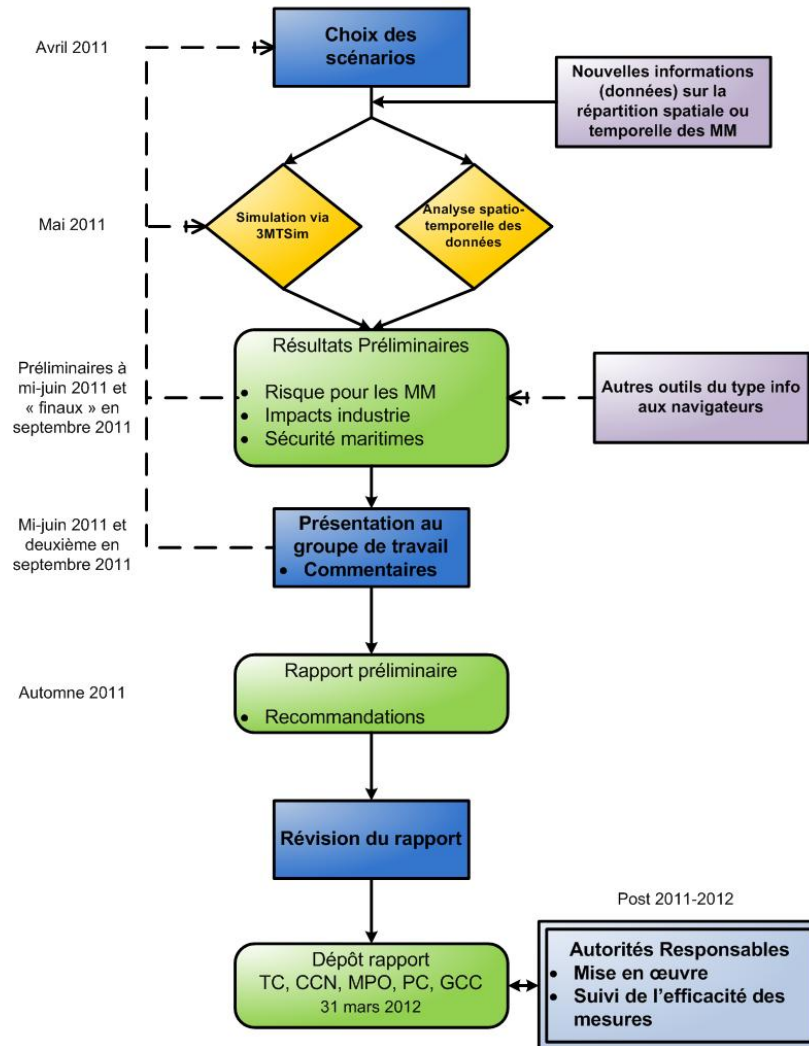 Avril 2011
Choix des
scénarios
Nouvelles informations
(données) sur la
répartition spatiale ou
temporelle des MM
Mai 2011
Simulation via
3MTSim
Analyse spatio-
temporelle des
données
Préliminaires à
mi-juin 2011 et
« finaux » en
septembre 2011
Résultats Préliminaires
• Risque pour les MM
• Impacts industrie
• Sécurité maritimes
Autres outils du type info
aux navigateurs
Mi-juin 2011 et
deuxième en
septembre 2011
Présentation au
groupe de travail
• Commentaires
Automne 2011
Rapport préliminaire
• Recommandations
Révision du rapport
Post 2011-2012
Dépôt rapport
TC, CCN, MPO, PC, GCC
31 mars 2012
Autorités Responsables
• Mise en œuvre
• Suivi de l’efficacité des
mesures